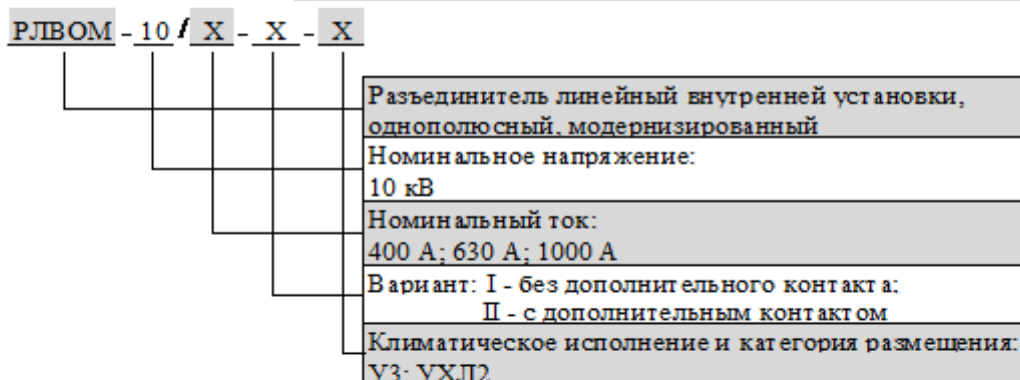 РЛВОМ - 10 / Х - Х - Х
Разъединитель линейный внутренней установки,
однополюсный, модернизированный
Номинальное напряжение:
10 кВ
Номинальный ток:
400 А; 630 А; 1000 А
Вариант: I - без дополнительного контакта;
II - с дополнительным контактом
Климатическое исполнение и категория размещения:
У3; УХЛ2